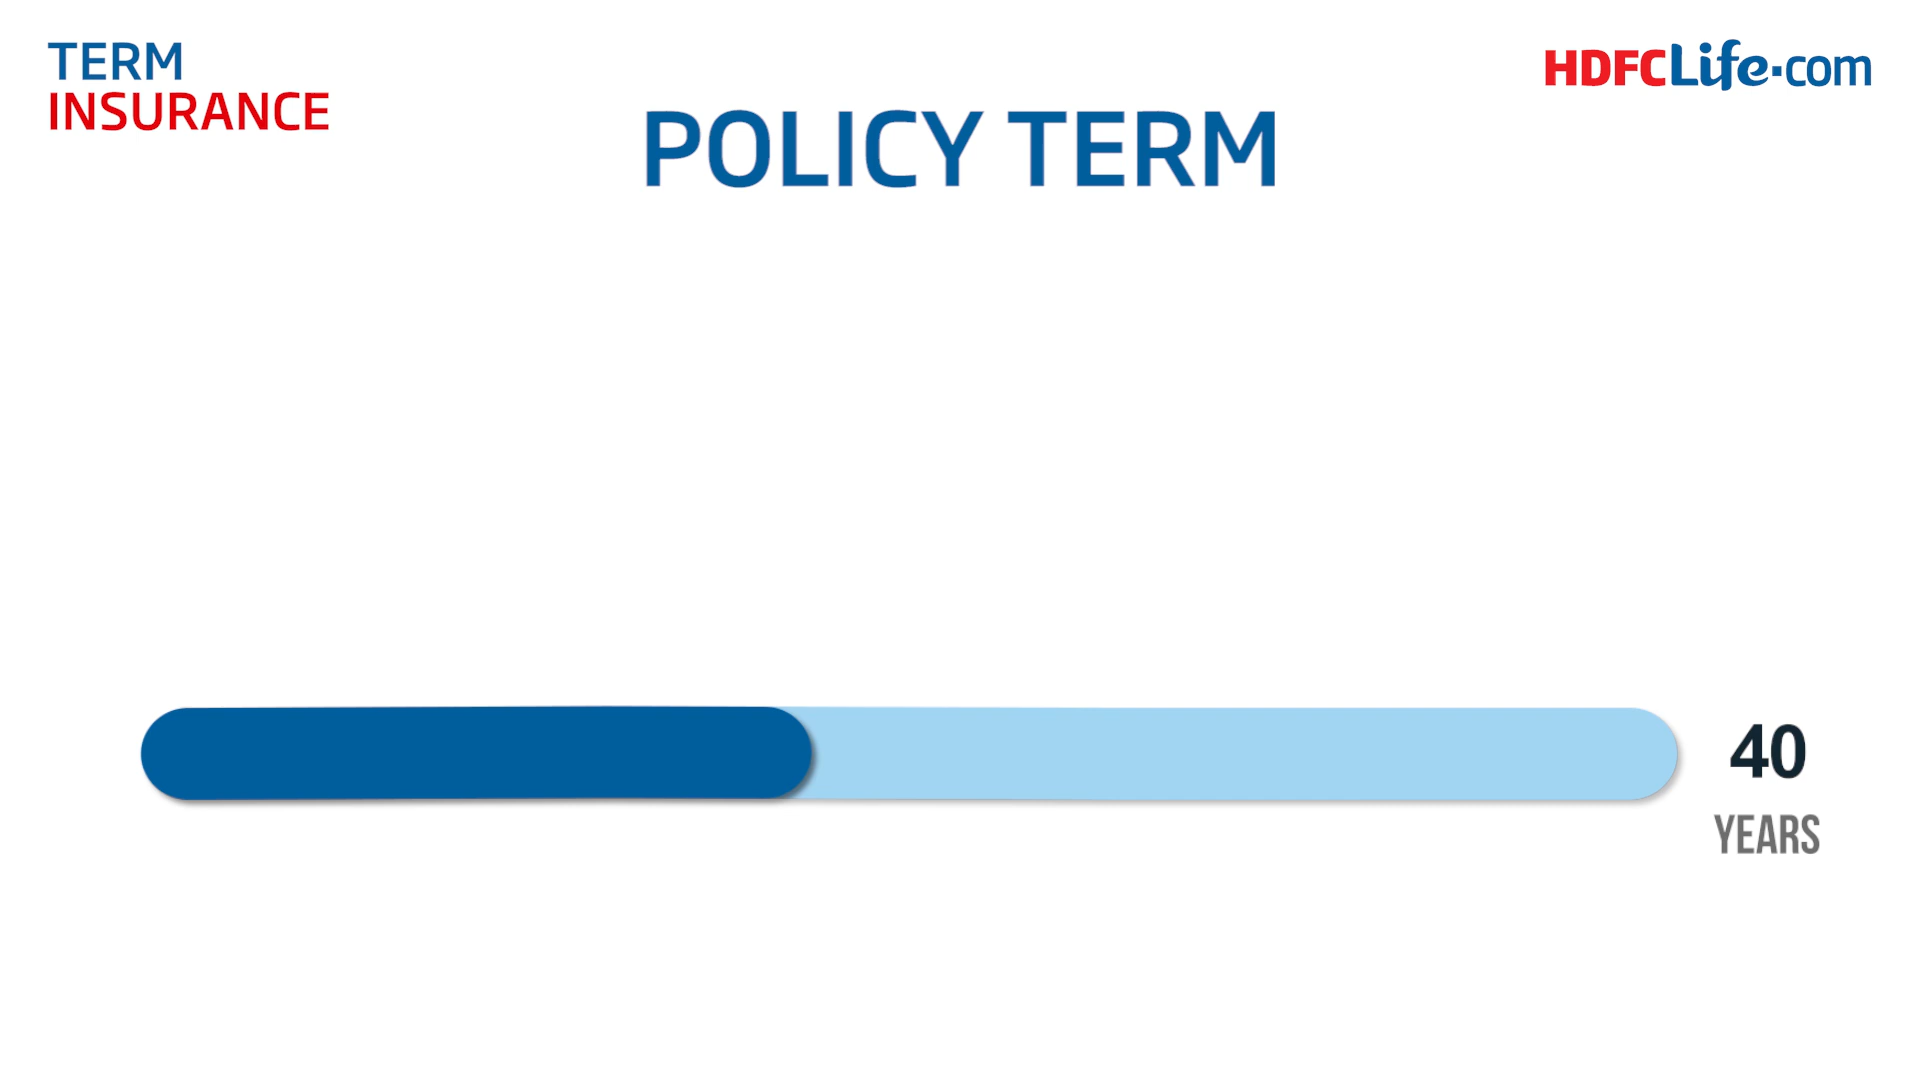 TERM
INSURANCE
HDFCLife.com
POLICY TERM
40
YEARS